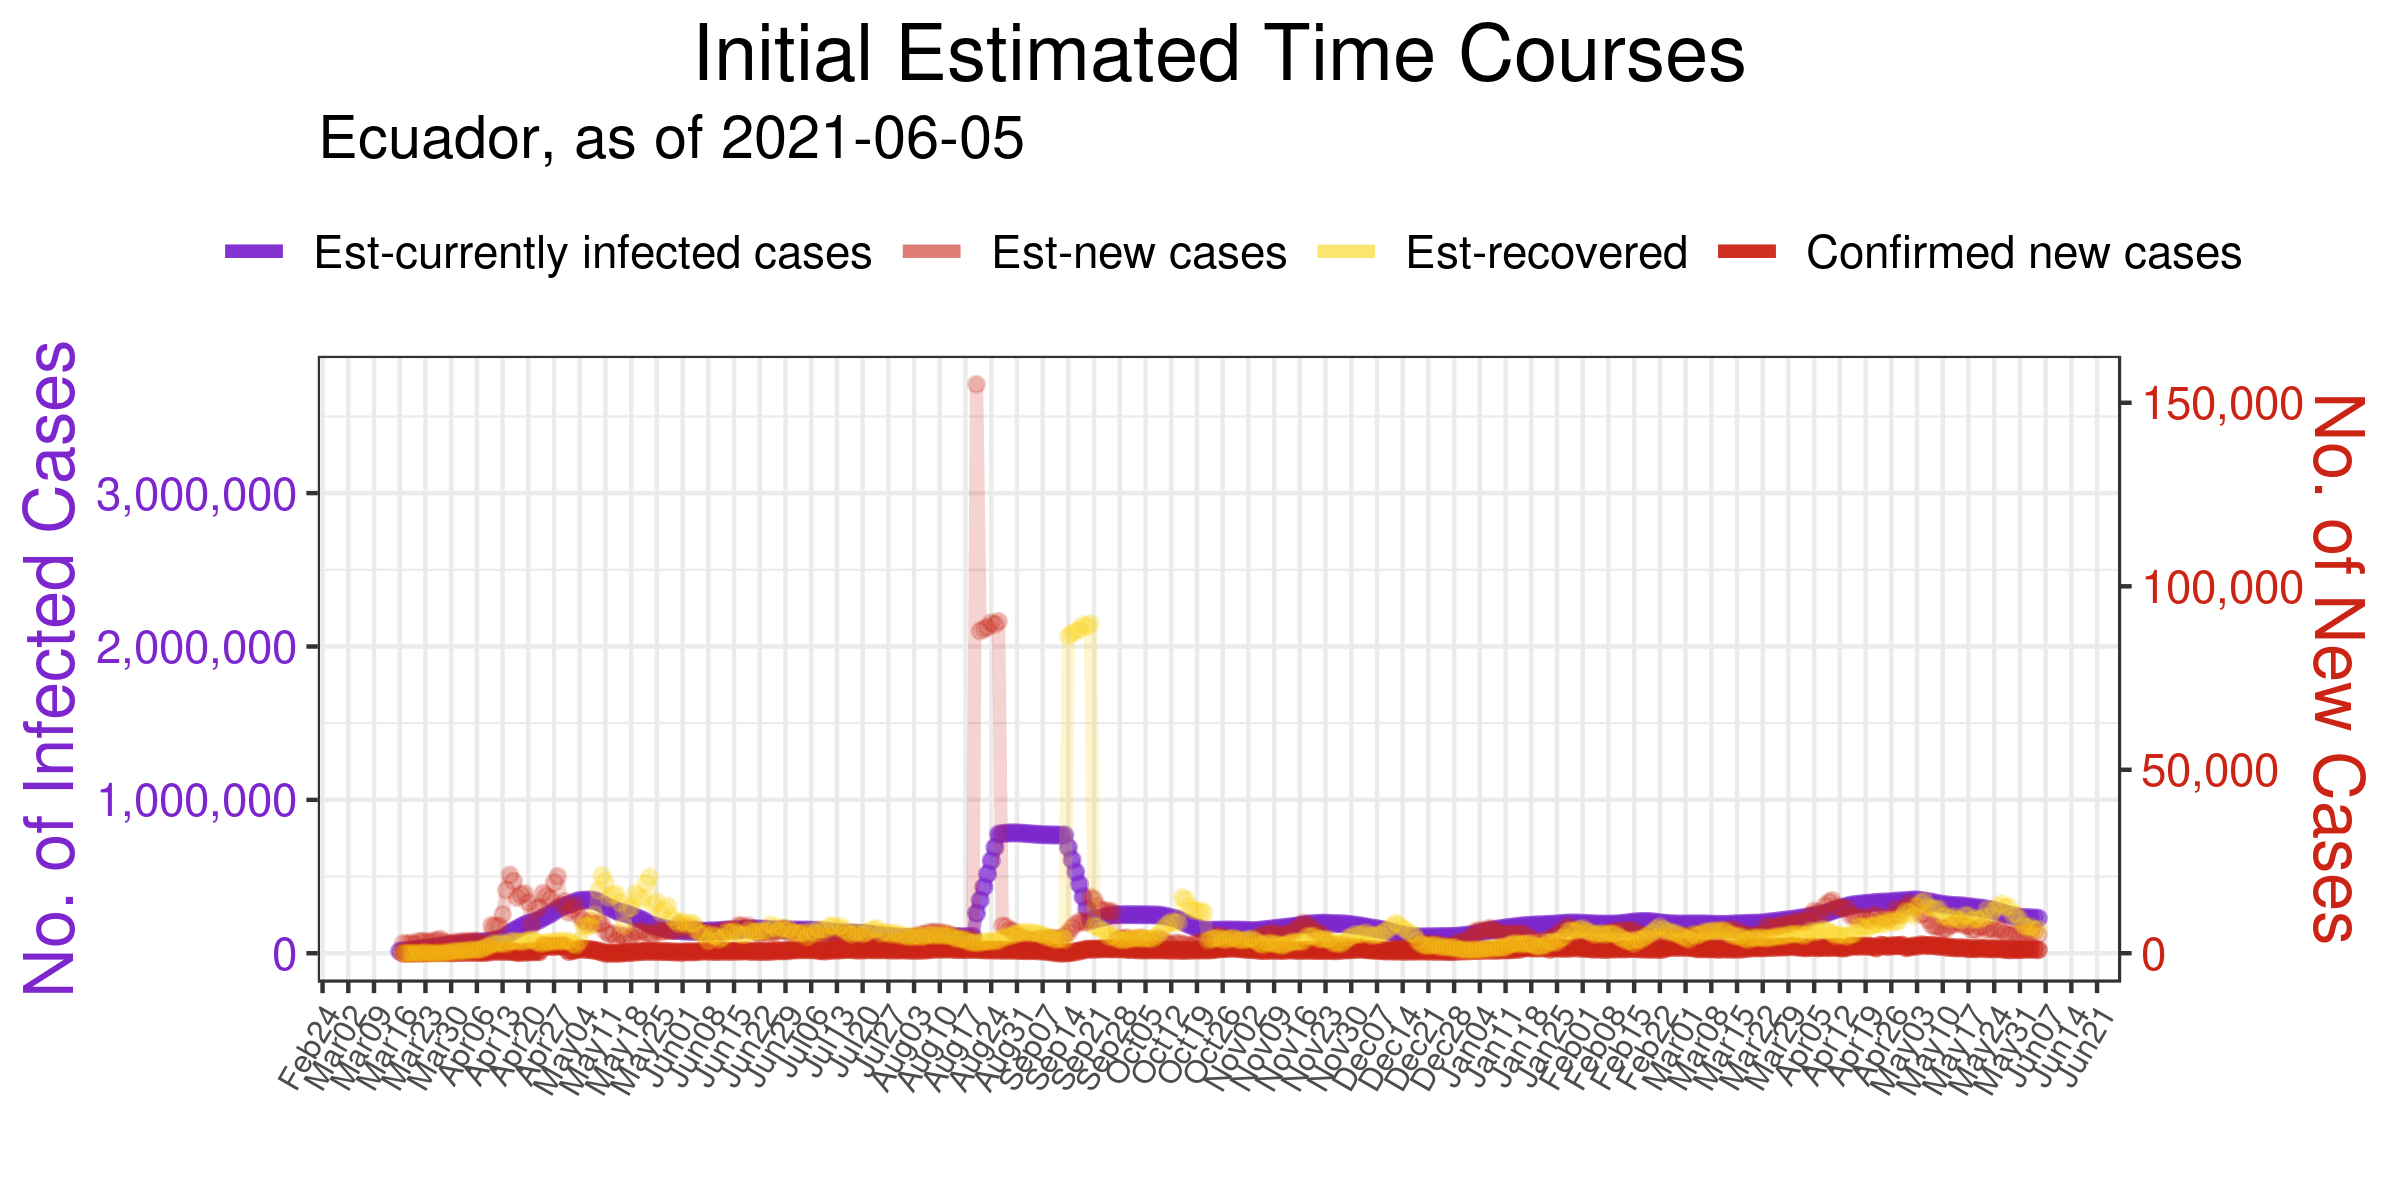 Initial Estimated Time Courses
Ecuador, as of 2021-06-05
Est-currently infected cases Est-new cases Est-recovered Confirmed new cases
No. of Infected Cases
3,000,000
2,000,000
1,000,000
0
150,000
100,000
50,000
0
No. of New Cases
Feb24 Mar02 Mar09 Mar16 Mar23 Mar30 Apr06 Apr13 Apr20 Apr27 May04 May11 May18 May25 Jun01 Jun08 Jun15 Jun22 Jun29 Jul06 Jul13 Jul20 Jul27 Aug03 Aug10 Aug17 Aug24 Aug31 Sep07 Sep14 Sep21 Sep28 Oct05 Oct12 Oct19 Oct26 Nov02 Nov09 Nov16 Nov23 Nov30 Dec07 Dec14 Dec21 Dec28 Jan04 Jan11 Jan18 Jan25 Feb01 Feb08 Feb15 Feb22 Mar01 Mar08 Mar15 Mar22 Mar29 Apr05 Apr12 Apr19 Apr26 May03 May10 May17 May24 May31 Jun07 Jun14 Jun21